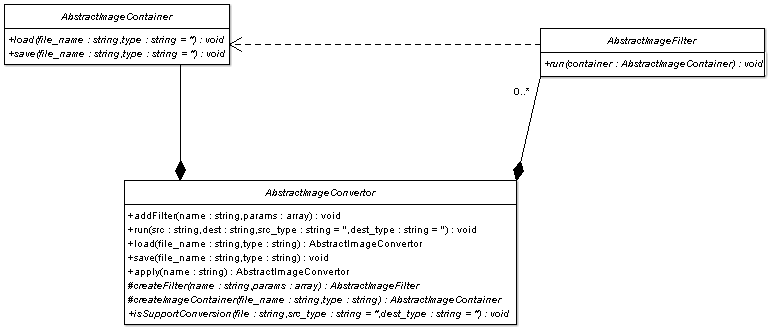 AbstractImageContainer
+load(file_name : string,type : string = '') : void
+save(file_name : string,type : string = '') : void
AbstractImageFilter
+run(container : AbstractImageContainer) : void
0..*
AbstractImageConvertor
+addFilter(name : string,params : array) : void
+run(src : string,dest : string,src_type : string = '',dest_type : string = '') : void
+load(file_name : string,type : string) : AbstractImageConvertor
+save(file_name : string,type : string) : void
+apply(name : string) : AbstractImageConvertor
#createFilter(name : string,params : array) : AbstractImageFilter
#createImageContainer(file_name : string,type : string) : AbstractImageContainer
+isSupportConversion(file : string,src_type : string = '',dest_type : string = '') : void